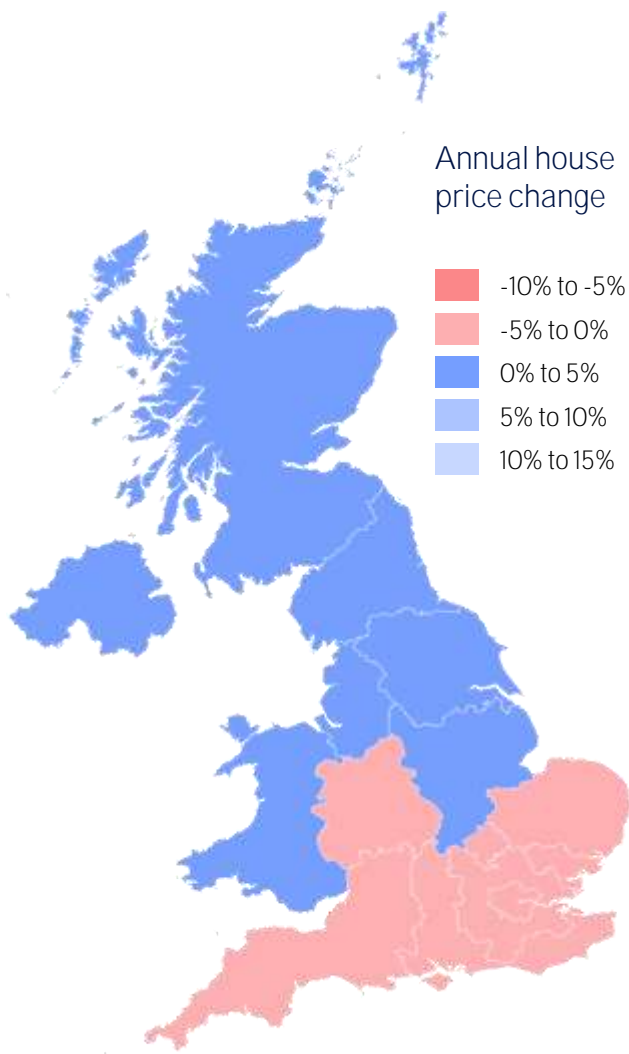 Annual house
price change
-10% to -5%
-5% to 0%
0% to 5%
5% to 10%
10% to 15%